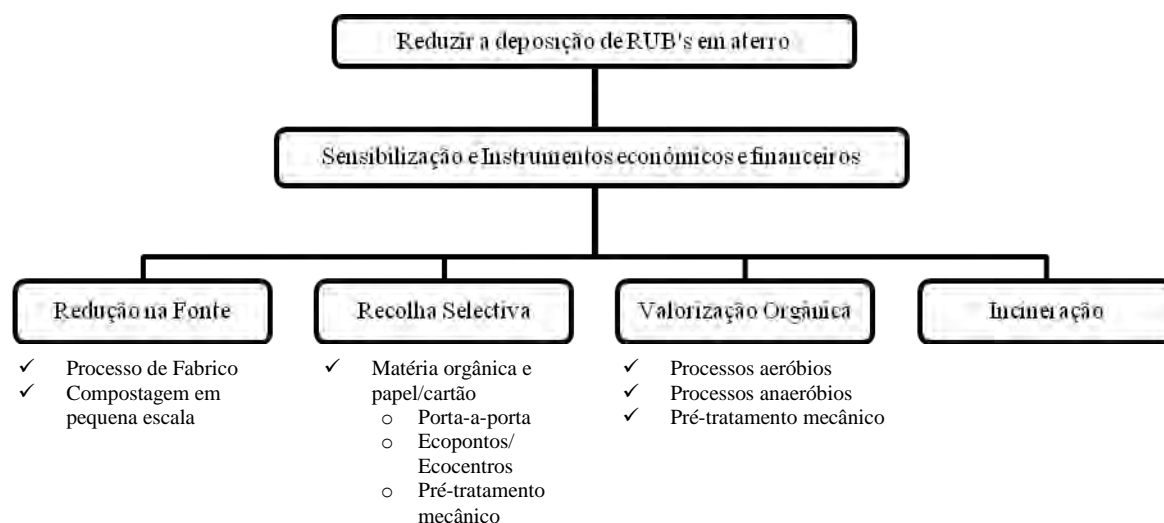 Reduzir a deposição de RUB's em aterro
Sensibilização e Instrumentos económicos e financeiros
Redução na Fonte
✓ Processo de Fabrico
✓ Compostagem em
pequena escala
Recolha Selectiva
✓ Matéria orgânica e
papel/cartão
o Porta-a-porta
o Ecopontos/
Ecocentros
o Pré-tratamento
mecânico
Valorização Orgânica
✓ Processos aeróbios
✓ Processos anaeróbios
✓ Pré-tratamento mecânico
Incineração